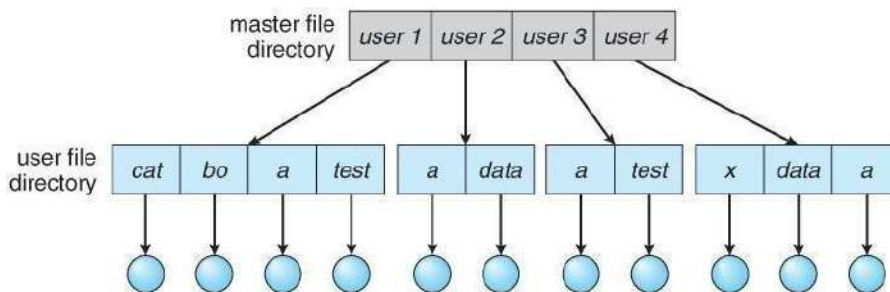 master file
directory
user 1 user 2 user 3 user 4
user file
directory
cat bo a test a data a test x data a